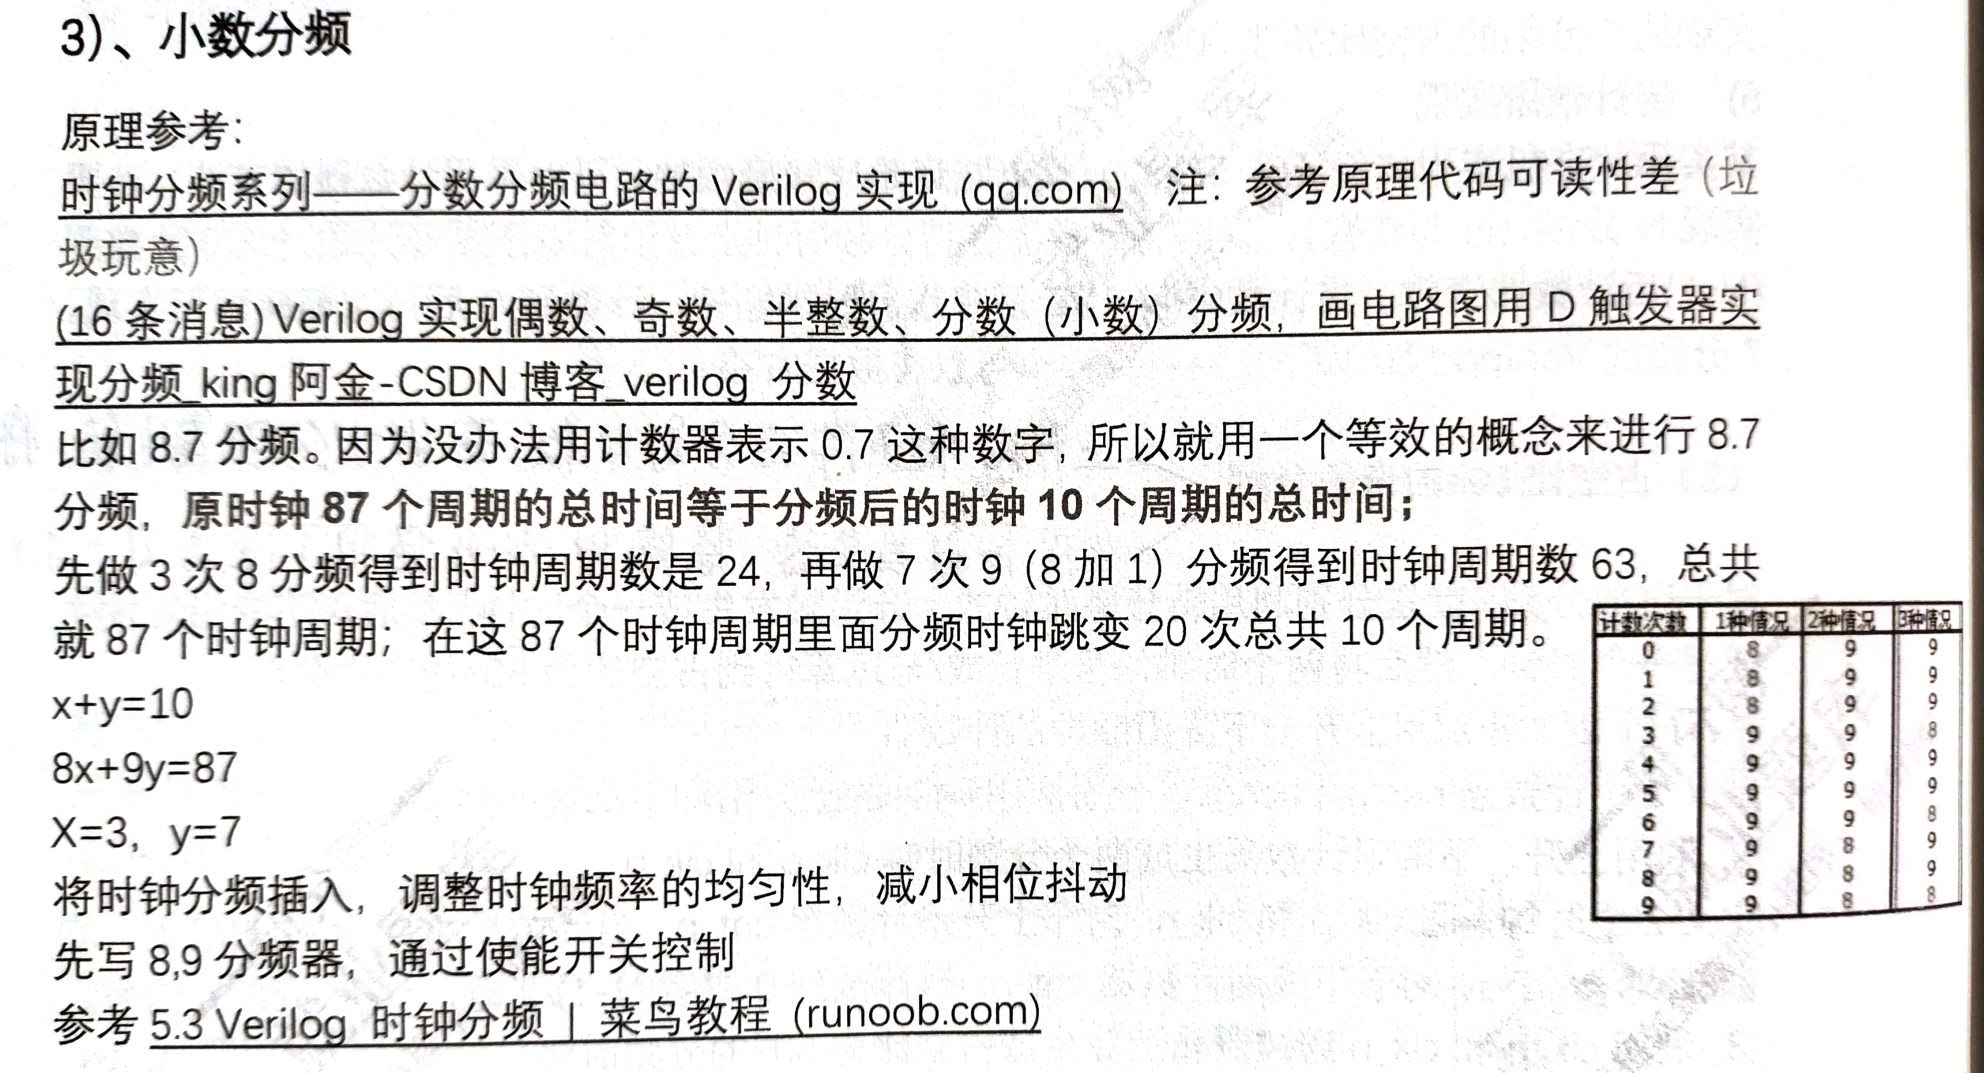 3)、小数分频
原理参考：
时钟分频系列——分数分频电路的 Verilog 实现 (qq.com) 注：参考原理代码可读性差（垃
圾玩意）
(16 条消息) Verilog 实现偶数、奇数、半整数、分数（小数）分频，画电路图用 D 触发器实
现分频_king 阿金-CSDN 博客_verilog 分数
比如 8.7 分频。因为没办法用计数器表示 0.7 这种数字，所以就用一个等效的概念来进行 8.7
分频，原时钟 87 个周期的总时间等于分频后的时钟 10 个周期的总时间；
先做 3 次 8 分频得到时钟周期数是 24，再做 7 次 9（8 加 1）分频得到时钟周期数 63，总共
就 87 个时钟周期；在这 87 个时钟周期里面分频时钟跳变 20 次总共 10 个周期。
x+y=10
8x+9y=87
X=3，y=7
将时钟分频插入，调整时钟频率的均匀性，减小相位抖动
先写 8,9 分频器，通过使能开关控制
参考 5.3 Verilog 时钟分频 | 菜鸟教程 (runoob.com)
计数次数 1种情况 2种情况 3种情况
0 8 9 9
1 8 9 9
2 8 9 9
3 9 9 8
4 9 9 9
5 9 9 9
6 9 9 8
7 9 8 9
8 9 8 9
9 9 8 8